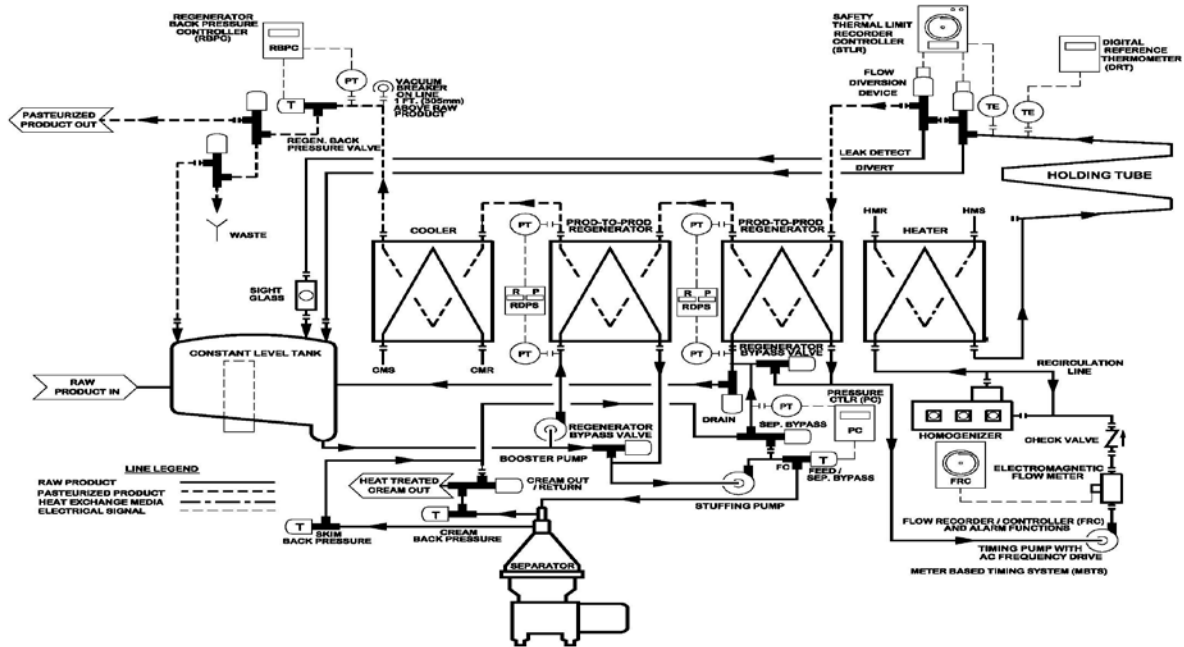 REGENERATOR
BACK PRESSURE
CONTROLLER
(RBPC)
RBPC
PT
VACUUM
BREAKER
ON LINE
1 FT. (305mm)
ABOVE RAW
PRODUCT
T
REGEN. BACK
PRESSURE VALVE
PASTEURIZED
PRODUCT OUT
WASTE
SAFETY
THERMAL LIMIT
RECORDER
CONTROLLER
(STLR)
FLOW
DIVERSION
DEVICE
DIGITAL
REFERENCE
THERMOMETER
(DRT)
TE
TE
LEAK DETECT
DIVERT
HOLDING TUBE
COOLER
PROD-TO-PROD
REGENERATOR
PROD-TO-PROD
REGENERATOR
HEATER
HMR
HMS
PT
PT
R P
RDPS
R P
RDPS
PT
PT
SIGHT
GLASS
CONSTANT LEVEL TANK
RAW
PRODUCT IN
CMS
CMR
REGENERATOR
BYPASS VALVE
RECIRCULATION
LINE
DRAIN
PT
PRESSURE
CTLR (PC)
PC
SEP. BYPASS
REGENERATOR
BYPASS VALVE
BOOSTER PUMP
FC
T
FEED /
SEP. BYPASS
HOMOGENIZER
CHECK VALVE
FRC
ELECTROMAGNETIC
FLOW METER
LINE LEGEND
RAW PRODUCT
PASTEURIZED PRODUCT
HEAT EXCHANGE MEDIA
ELECTRICAL SIGNAL
HEAT TREATED
CREAM OUT
CREAM OUT
/ RETURN
STUFFING PUMP
T
SKIM
BACK PRESSURE
T
CREAM
BACK PRESSURE
SEPARATOR
FLOW RECORDER / CONTROLLER (FRC)
AND ALARM FUNCTIONS
TIMING PUMP WITH
AC FREQUENCY DRIVE
METER BASED TIMING SYSTEM (MBTS)